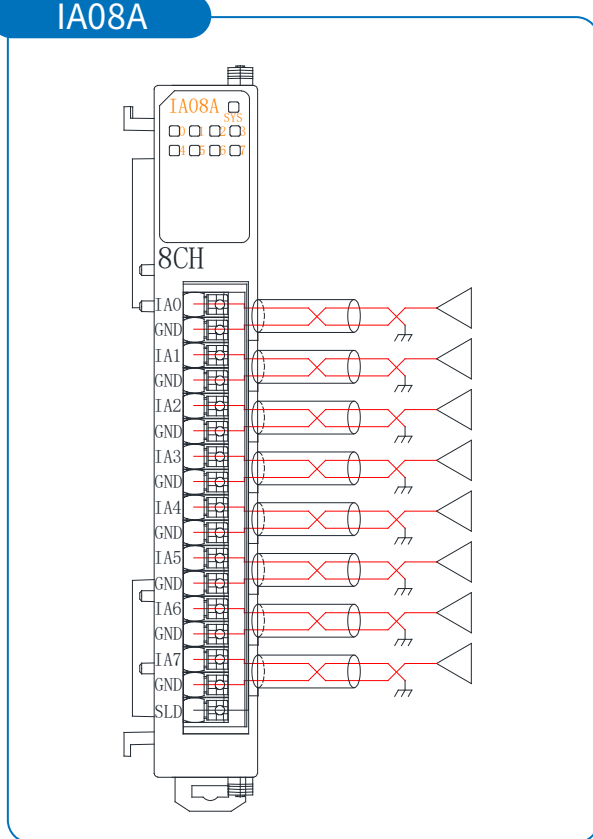 IA08A
IA08A
SYS
0 1 2 3
4 5 6 7
8CH
IA0
GND
IA1
GND
IA2
GND
IA3
GND
IA4
GND
IA5
GND
IA6
GND
IA7
GND
SLD